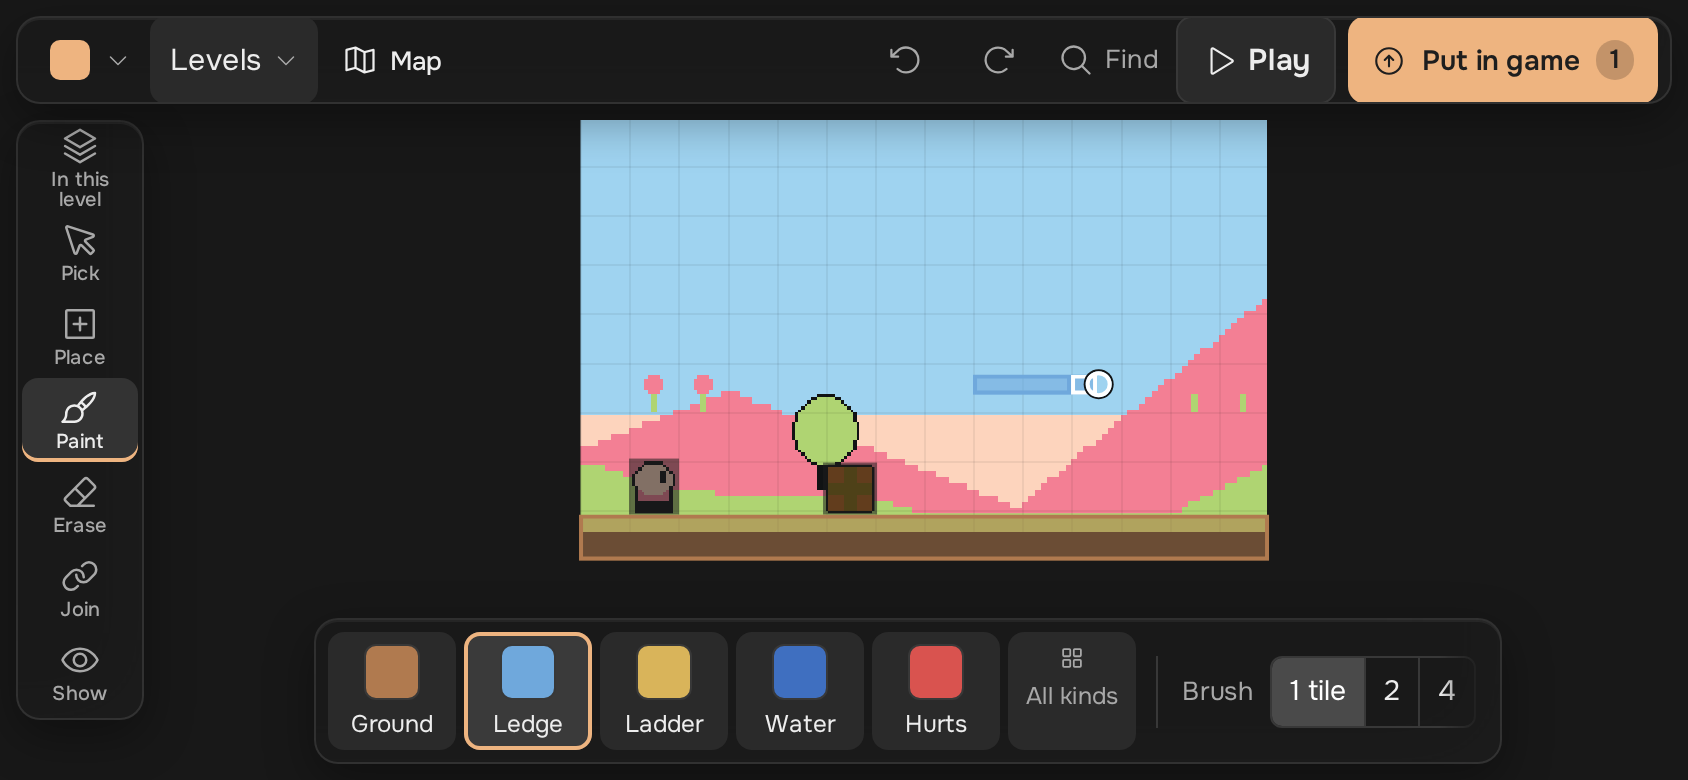 Levels
Map
Find
Play
Put in game
1
In this
level
Pick
Place
Paint
Erase
Join
Show
Ground
Ledge
Ladder
Water
Hurts
All kinds
Brush
1 tile
2
4